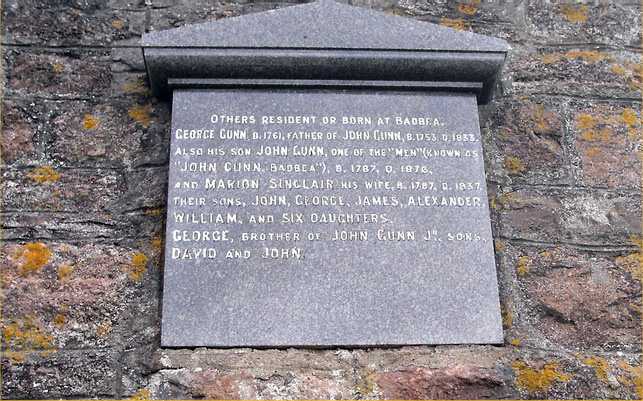 OTHERS RESIDENT OR BORN AT BADBEA.
GEORGE GUNN, B. 1761, FATHER OF JOHN GUNN, B. 1753, D. 1833.
ALSO HIS SON JOHN GUNN, ONE OF THE "MEN" (KNOWN AS
"JOHN GUNN, BADBEA"), B. 1787, D. 1878,
AND MARION SINCLAIR HIS WIFE, B. 1787, D. 1837.
THEIR SONS, JOHN, GEORGE, JAMES, ALEXANDER,
WILLIAM, AND SIX DAUGHTERS.
GEORGE, BROTHER OF JOHN GUNN JR, SONS,
DAVID AND JOHN.